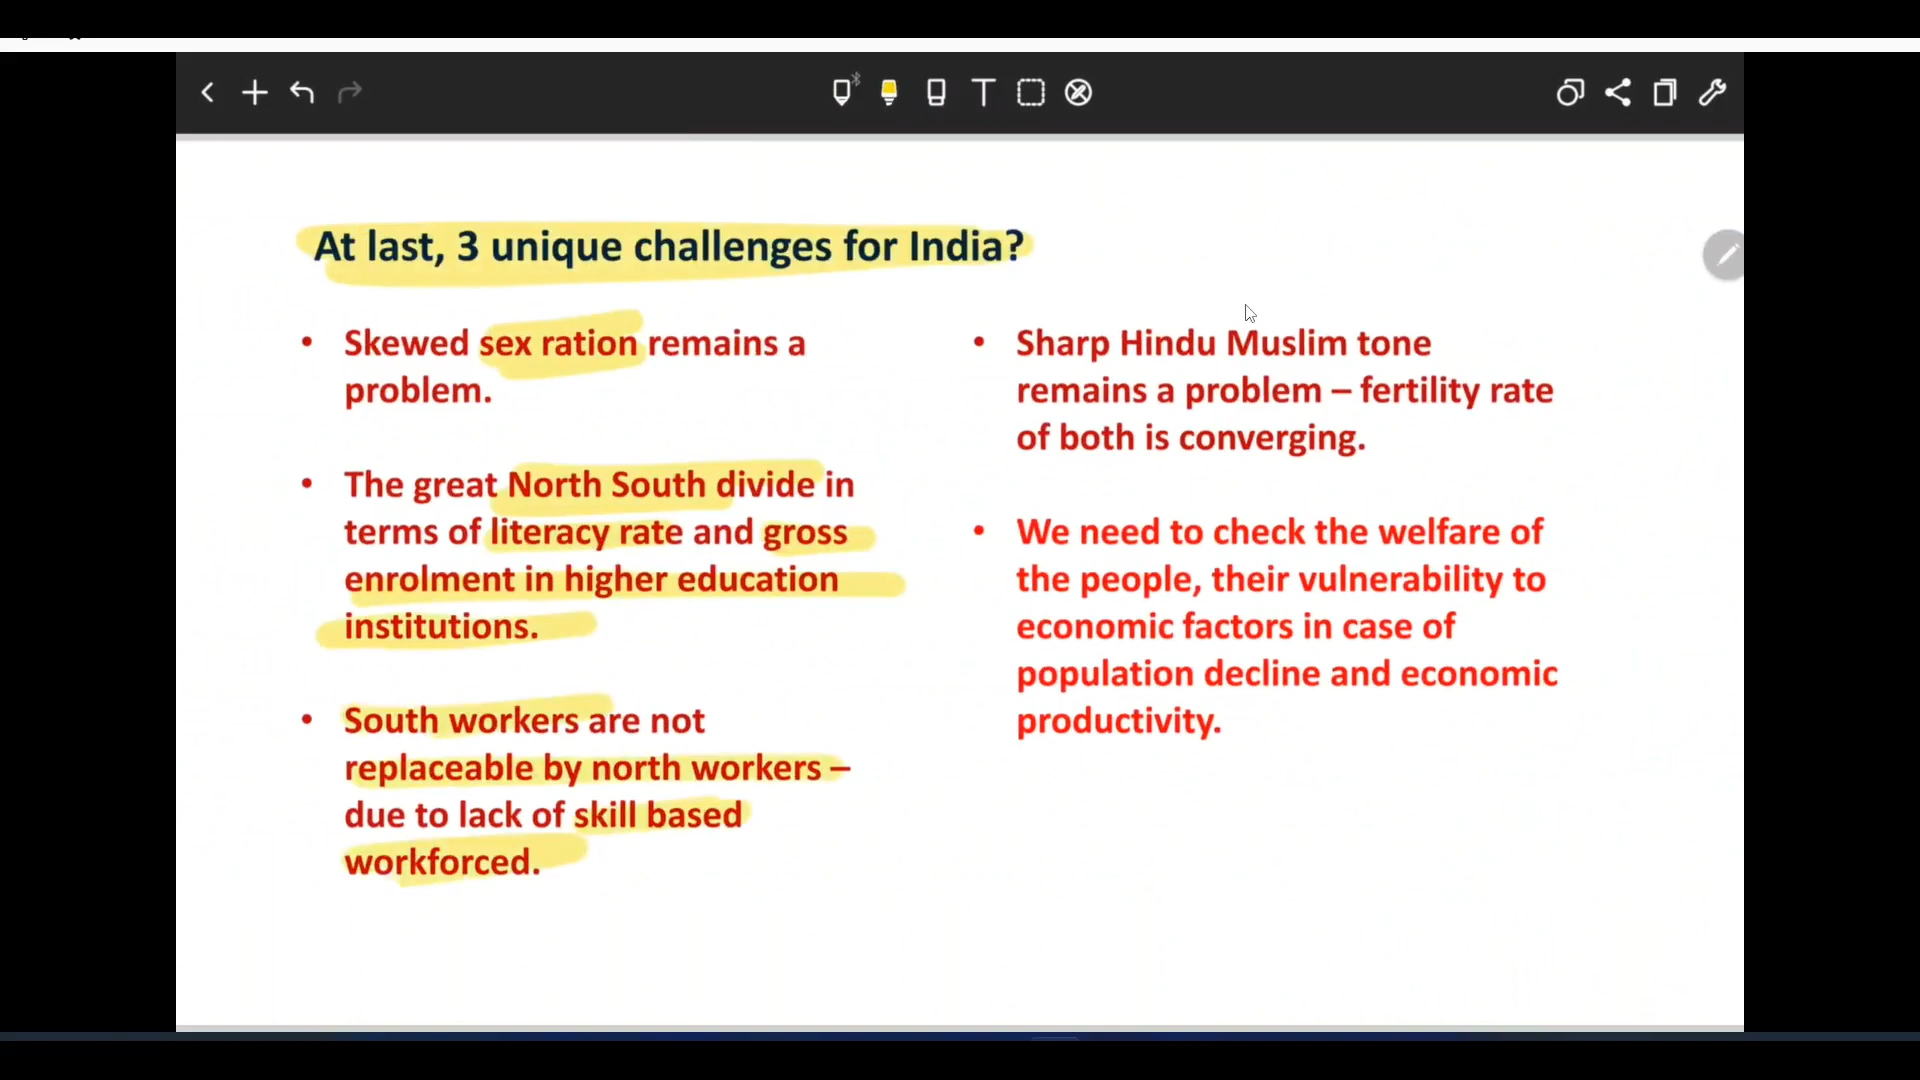 At last, 3 unique challenges for India?
• Skewed sex ration remains a
problem.
• The great North South divide in
terms of literacy rate and gross
enrolment in higher education
institutions.
• South workers are not
replaceable by north workers –
due to lack of skill based
workforced.
• Sharp Hindu Muslim tone
remains a problem – fertility rate
of both is converging.
• We need to check the welfare of
the people, their vulnerability to
economic factors in case of
population decline and economic
productivity.